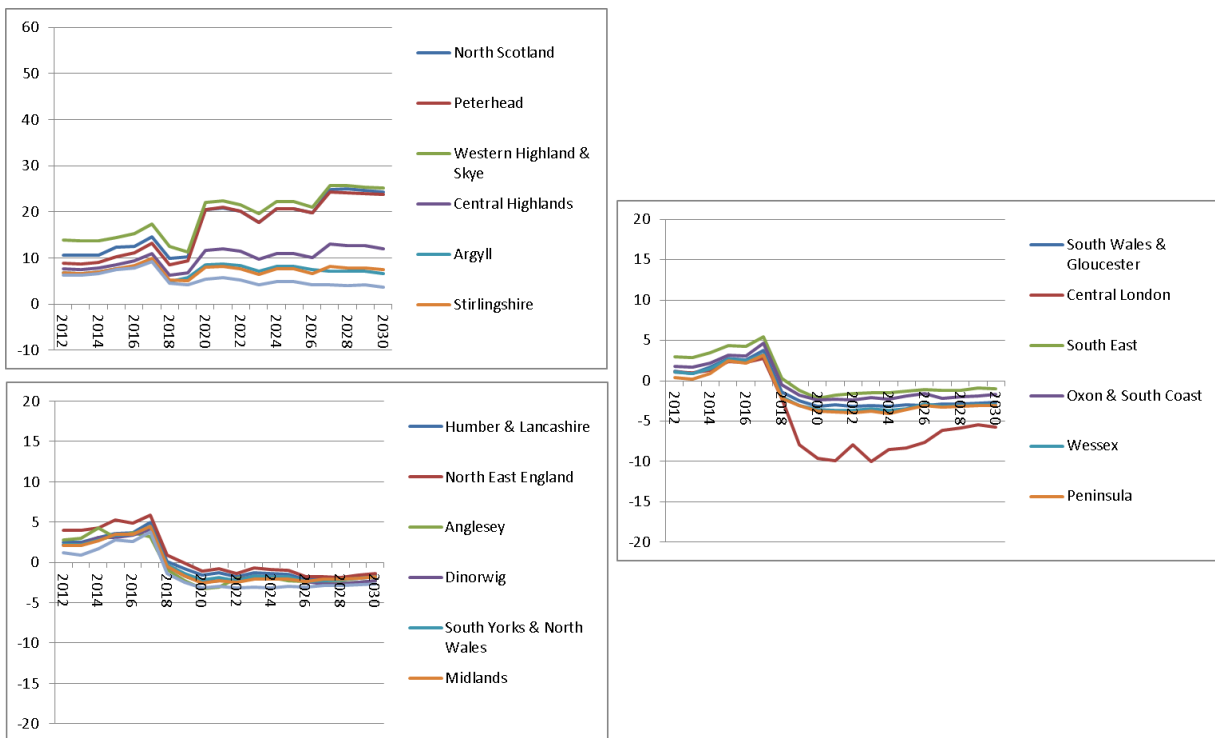 60
50
40
30
20
10
0
-10
2012
2014
2016
2018
2020
2022
2024
2026
2028
2030
North Scotland
Peterhead
Western Highland &
Skye
Central Highlands
Argyll
Stirlingshire
20
15
10
5
0
-5
-10
-15
-20
2012
2014
2016
2018
2020
2022
2024
2026
2028
2030
Humber & Lancashire
North East England
Anglesey
Dinorwig
South Yorks & North
Wales
Midlands
20
15
10
5
0
-5
-10
-15
-20
2012
2014
2016
2018
2020
2022
2024
2026
2028
2030
South Wales &
Gloucester
Central London
South East
Oxon & South Coast
Wessex
Peninsula